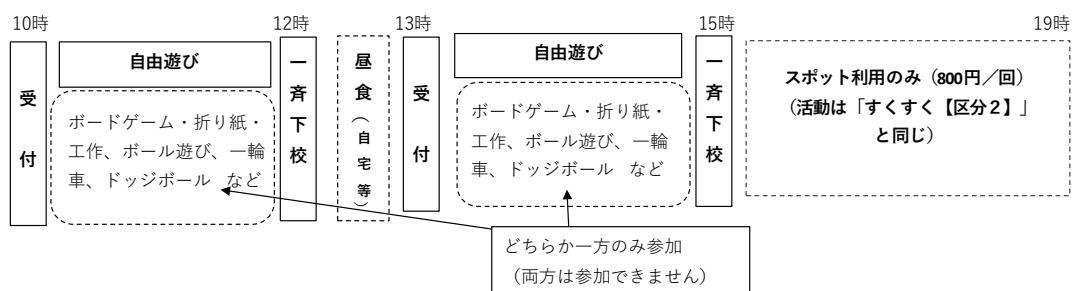 10時
12時
13時
15時
19時
受付
自由遊び
ボードゲーム・折り紙・
工作、ボール遊び、一輪
車、ドッジボール　など
一斉下校
昼食(自宅等)
受付
自由遊び
ボードゲーム・折り紙・
工作、ボール遊び、一輪
車、ドッジボール　など
一斉下校
スポット利用のみ（800円／回）
（活動は「すくすく【区分２】」
と同じ）
どちらか一方のみ参加
（両方は参加できません）